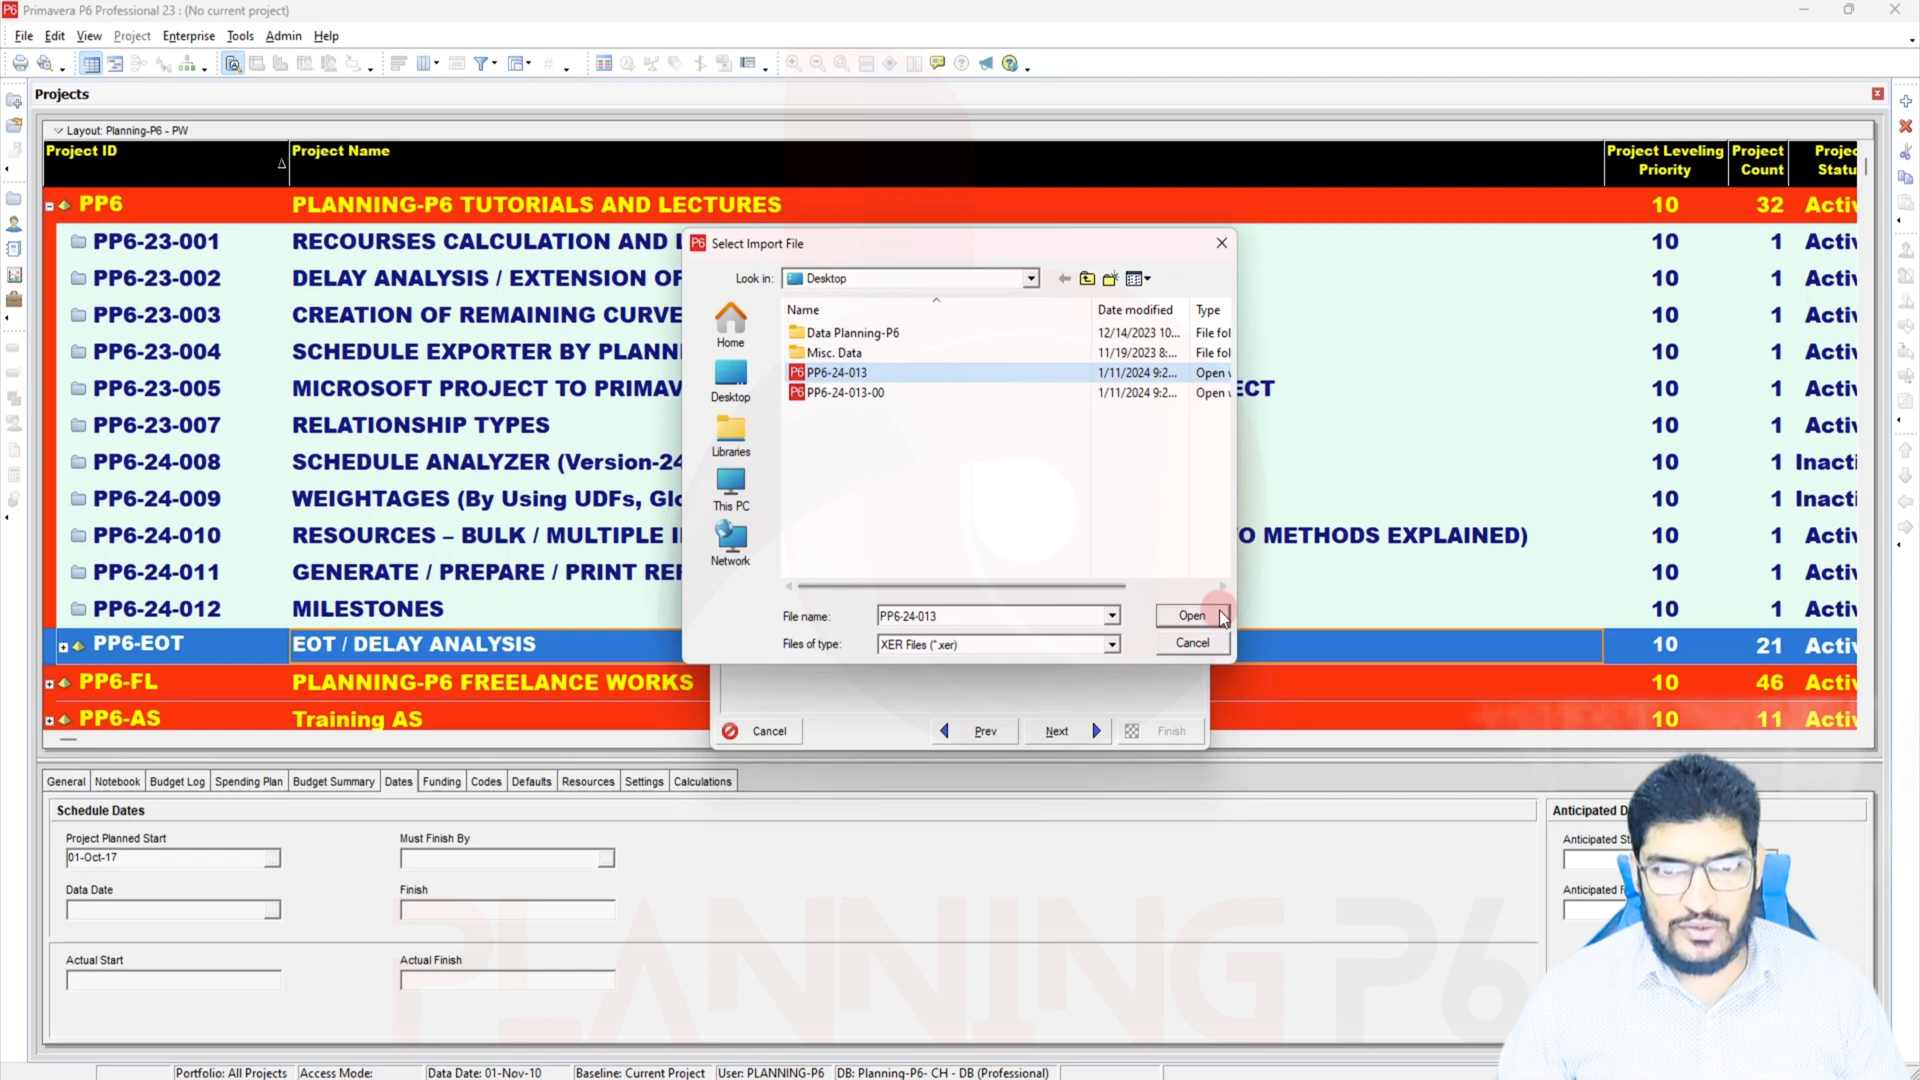 P6 Primavera P6 Professional 23 : (No current project)
File Edit View Project Enterprise Tools Admin Help
Projects
Layout: Planning-P6 - PW
Project ID Project Name Project Leveling Priority Project Count
PP6 PLANNING-P6 TUTORIALS AND LECTURES 10 32
PP6-23-001 RECOURSES CALCULATION AND 10 1
PP6-23-002 DELAY ANALYSIS / EXTENSION OF 10 1
PP6-23-003 CREATION OF REMAINING CURVE 10 1
PP6-23-004 SCHEDULE EXPORTER BY 10 1
PP6-23-005 MICROSOFT PROJECT TO 10 1
PP6-23-007 RELATIONSHIP TYPES 10 1
PP6-24-008 SCHEDULE ANALYZER (Version-24 10 1
PP6-24-009 WEIGHTAGES (By Using UDFs, 10 1
PP6-24-010 RESOURCES – BULK / MULTIPLE O METHODS EXPLAINED) 10 1
PP6-24-011 GENERATE / PREPARE / PRINT 10 1
PP6-24-012 MILESTONES 10 1
PP6-EOT EOT / DELAY ANALYSIS 10 21
PP6-FL PLANNING-P6 FREELANCE WORKS 10 46
PP6-AS Training AS 10 11
P6 Select Import File
Look in: Desktop
Name Date modified Type
Data Planning-P6 12/14/2023 10...
Misc. Data 11/19/2023 8:...
P6 PP6-24-013 1/11/2024 9:2... Open
P6 PP6-24-013-00 1/11/2024 9:2... Open
Home
Desktop
Libraries
This PC
Network
File name: PP6-24-013 Open
Files of type: XER Files (*.xer) Cancel
Cancel Prev Next Finish
General Notebook Budget Log Spending Plan Budget Summary Dates Funding Codes Defaults Resources Settings Calculations
Schedule Dates Anticipated
Project Planned Start Must Finish By Anticipated
01-Oct-17
Data Date Finish Anticipated
Actual Start Actual Finish
PLANNING P6
Portfolio: All Projects Access Mode: Data Date: 01-Nov-10 Baseline: Current Project User: PLANNING-P6 DB: Planning-P6- CH - DB (Professional)